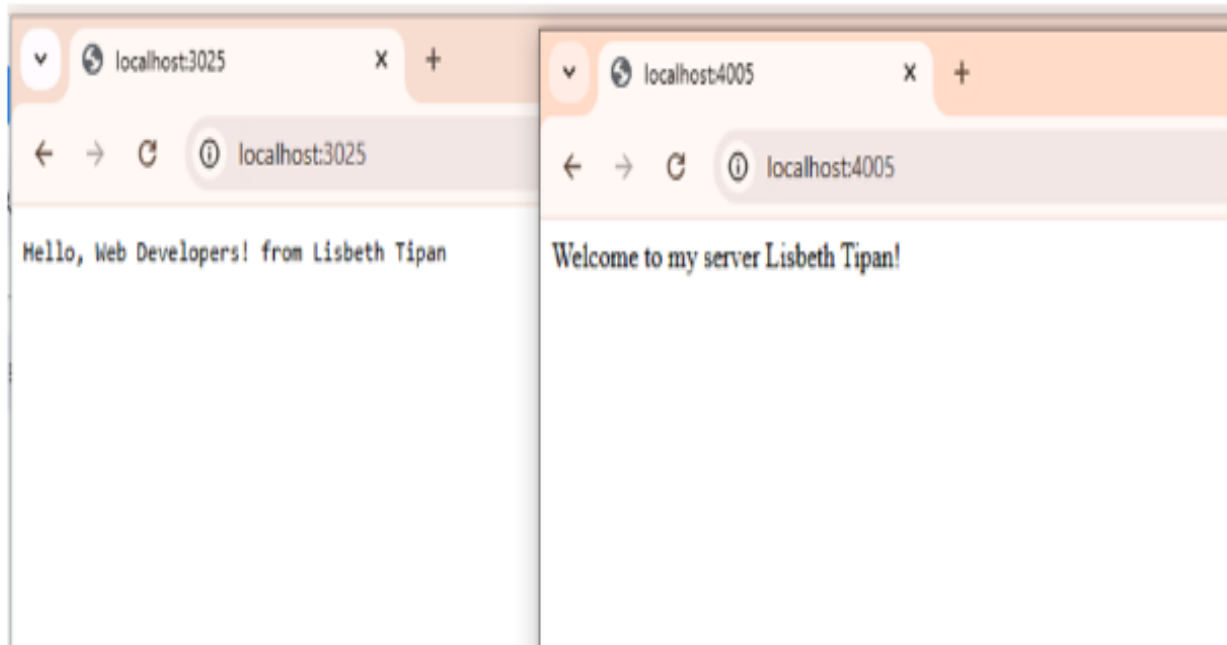 localhost:3025
localhost:3025
Hello, Web Developers! from Lisbeth Tipan
localhost:4005
localhost:4005
Welcome to my server Lisbeth Tipan!